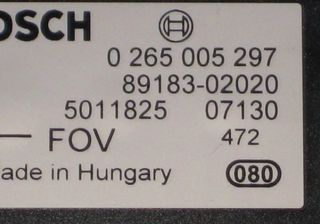 OSCH
0 265 005 297
89183-02020
5011825 07130
FOV 472
ade in Hungary 080